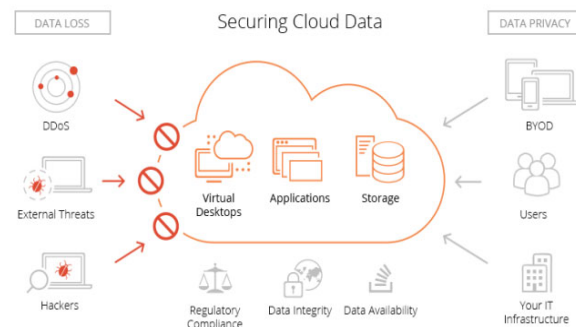 DATA LOSS
Securing Cloud Data
DATA PRIVACY
DDoS
BYOD
Virtual
Desktops
Applications
Storage
External Threats
Users
Hackers
Regulatory
Compliance
Data Integrity
Data Availability
Your IT
Infrastructure